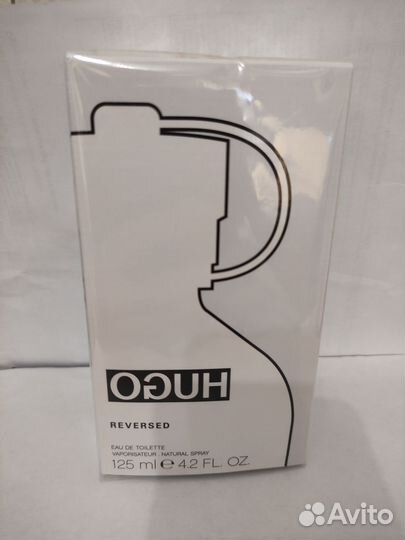 HUGO
REVERSED
EAU DE TOILETTE
VAPORISATEUR . NATURAL SPRAY
125 ml ℮ 4.2 FL. OZ.
Avito